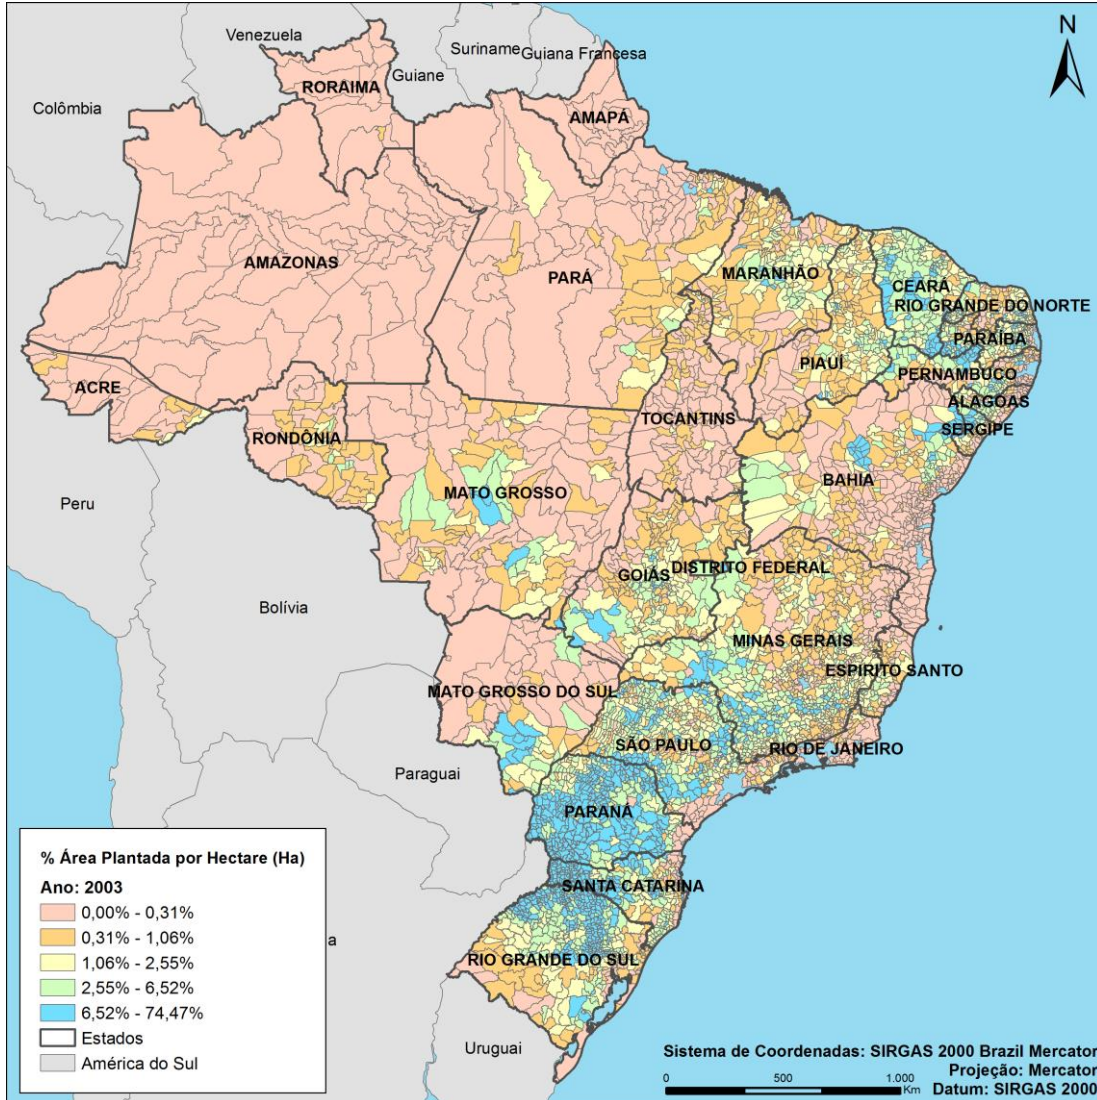 N
Venezuela
Suriname
Guiana Francesa
Guiane
Colômbia
RORÂIMA
AMAPÁ
AMAZONAS
PARÁ
MARANHÃO
CEARÁ
RIO GRANDE DO NORTE
PARAÍBA
PIAUÍ
PERNAMBUCO
ACRE
ALAGOAS
TOCANTINS
SERGIPE
RONDÔNIA
BAHIA
MATO GROSSO
Peru
DISTRITO FEDERAL
GOIÁS
Bolívia
MINAS GERAIS
ESPIRITO SANTO
MATO GROSSO DO SUL
SÃO PAULO
RIO DE JANEIRO
Paraguai
PARANÁ
SANTA CATARINA
RIO GRANDE DO SUL
Uruguai
a
% Área Plantada por Hectare (Ha)
Ano: 2003
0,00% - 0,31%
0,31% - 1,06%
1,06% - 2,55%
2,55% - 6,52%
6,52% - 74,47%
Estados
América do Sul
Sistema de Coordenadas: SIRGAS 2000 Brazil Mercator
Projeção: Mercator
0 500 1.000
Km
Datum: SIRGAS 2000